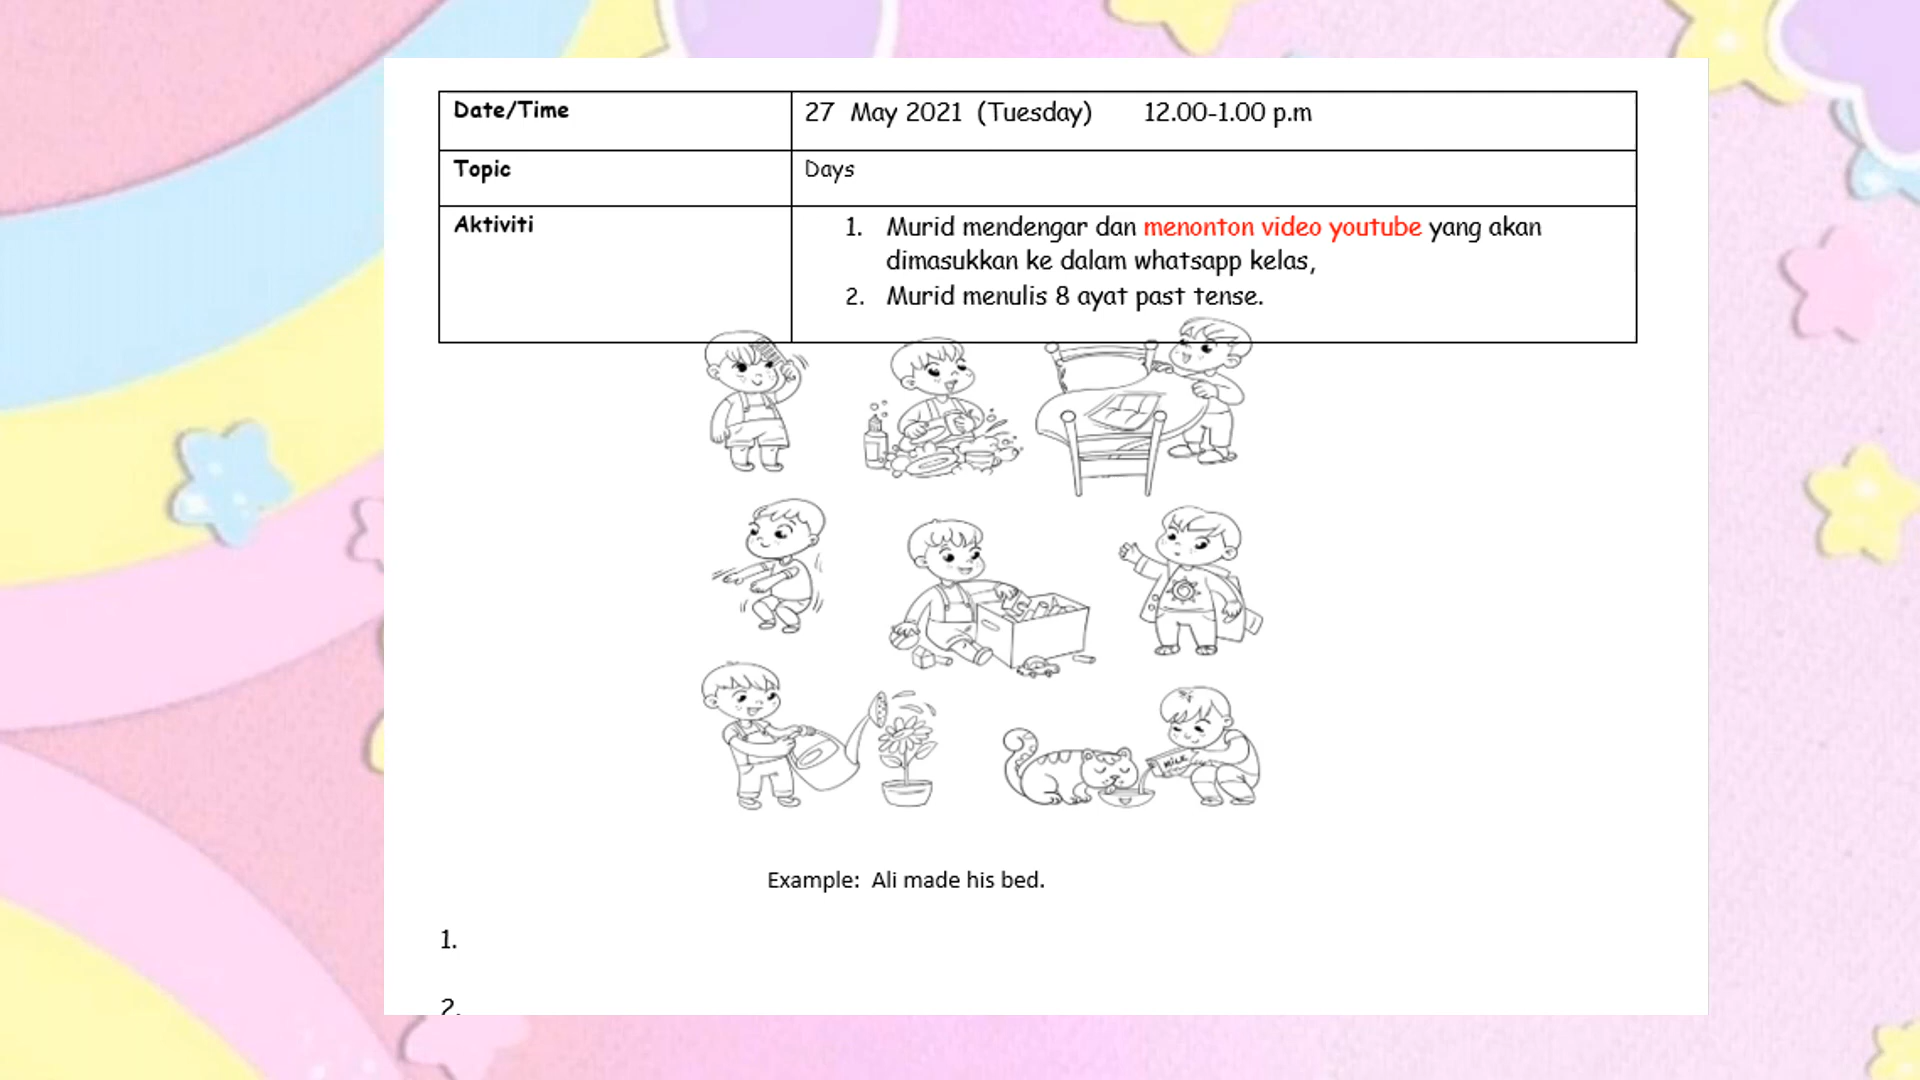 Date/Time
27 May 2021 (Tuesday) 12.00-1.00 p.m
Topic
Days
Aktiviti
1. Murid mendengar dan menonton video youtube yang akan
dimasukkan ke dalam whatsapp kelas,
2. Murid menulis 8 ayat past tense.
MILK
Example: Ali made his bed.
1.
2.